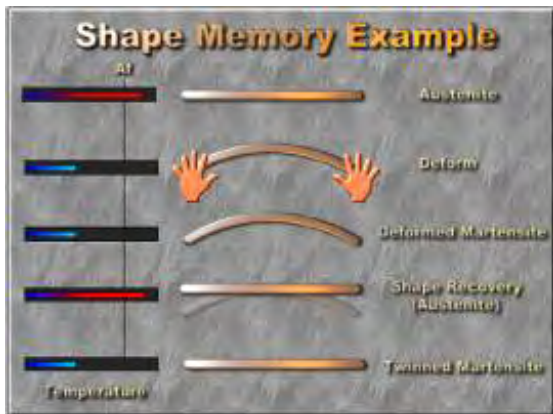 Shape Memory Example
Af
Austenite
Deform
Deformed Martensite
Shape Recovery
(Austenite)
Twinned Martensite
Temperature